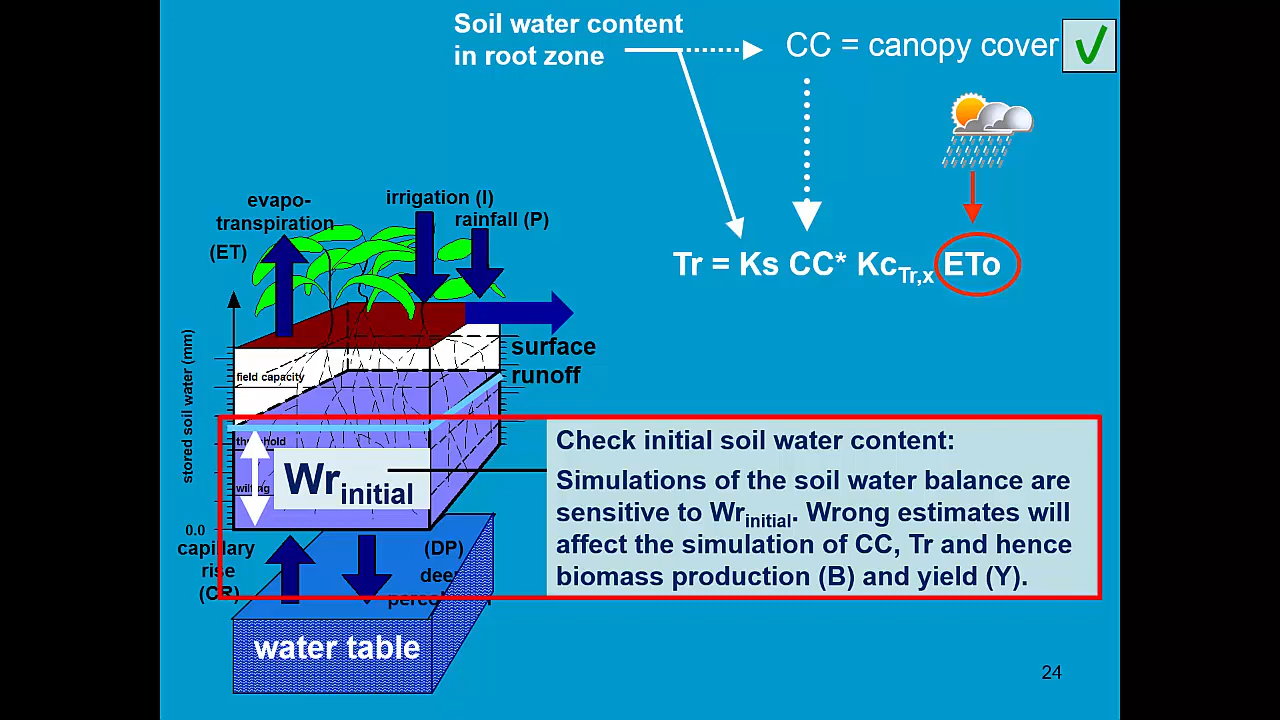 Soil water content
in root zone
CC = canopy cover
Tr = Ks CC* KcTr,x ETo
evapo-
transpiration
(ET)
irrigation (I)
rainfall (P)
surface
runoff
stored soil water (mm)
field capacity
wilting
0.0
Wrinitial
Check initial soil water content:
Simulations of the soil water balance are
sensitive to Wrinitial. Wrong estimates will
affect the simulation of CC, Tr and hence
biomass production (B) and yield (Y).
capillary
rise
(CR)
(DP)
water table
24